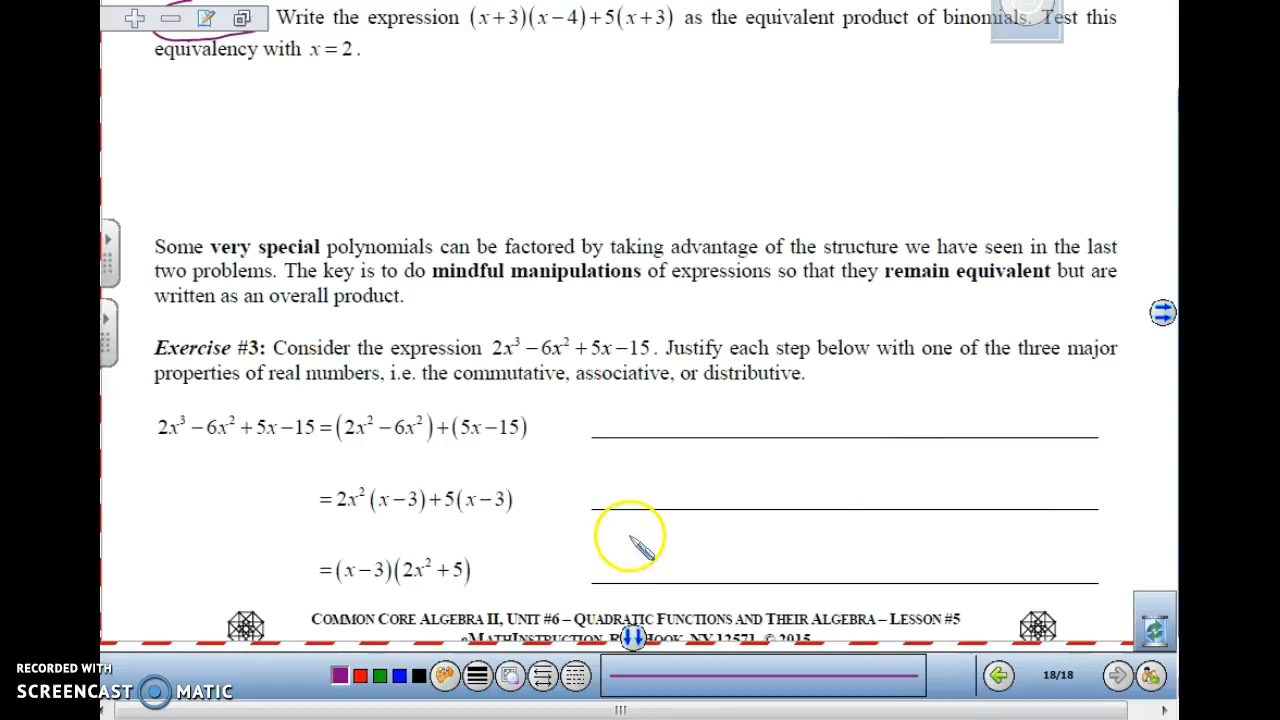 Write the expression (x+3)(x−4)+5(x+3) as the equivalent product of binomials. Test this
equivalency with x = 2.
Some very special polynomials can be factored by taking advantage of the structure we have seen in the last
two problems. The key is to do mindful manipulations of expressions so that they remain equivalent but are
written as an overall product.
Exercise #3: Consider the expression 2x³ − 6x² + 5x − 15. Justify each step below with one of the three major
properties of real numbers, i.e. the commutative, associative, or distributive.
2x³ − 6x² + 5x − 15 = (2x² − 6x²) + (5x − 15)
= 2x²(x − 3) + 5(x − 3)
= (x − 3)(2x² + 5)
COMMON CORE ALGEBRA II, UNIT #6 – QUADRATIC FUNCTIONS AND THEIR ALGEBRA – LESSON #5
eMATHINSTRUCTION, HOOK, NY 12571, © 2015
RECORDED WITH
SCREENCAST MATIC
18/18